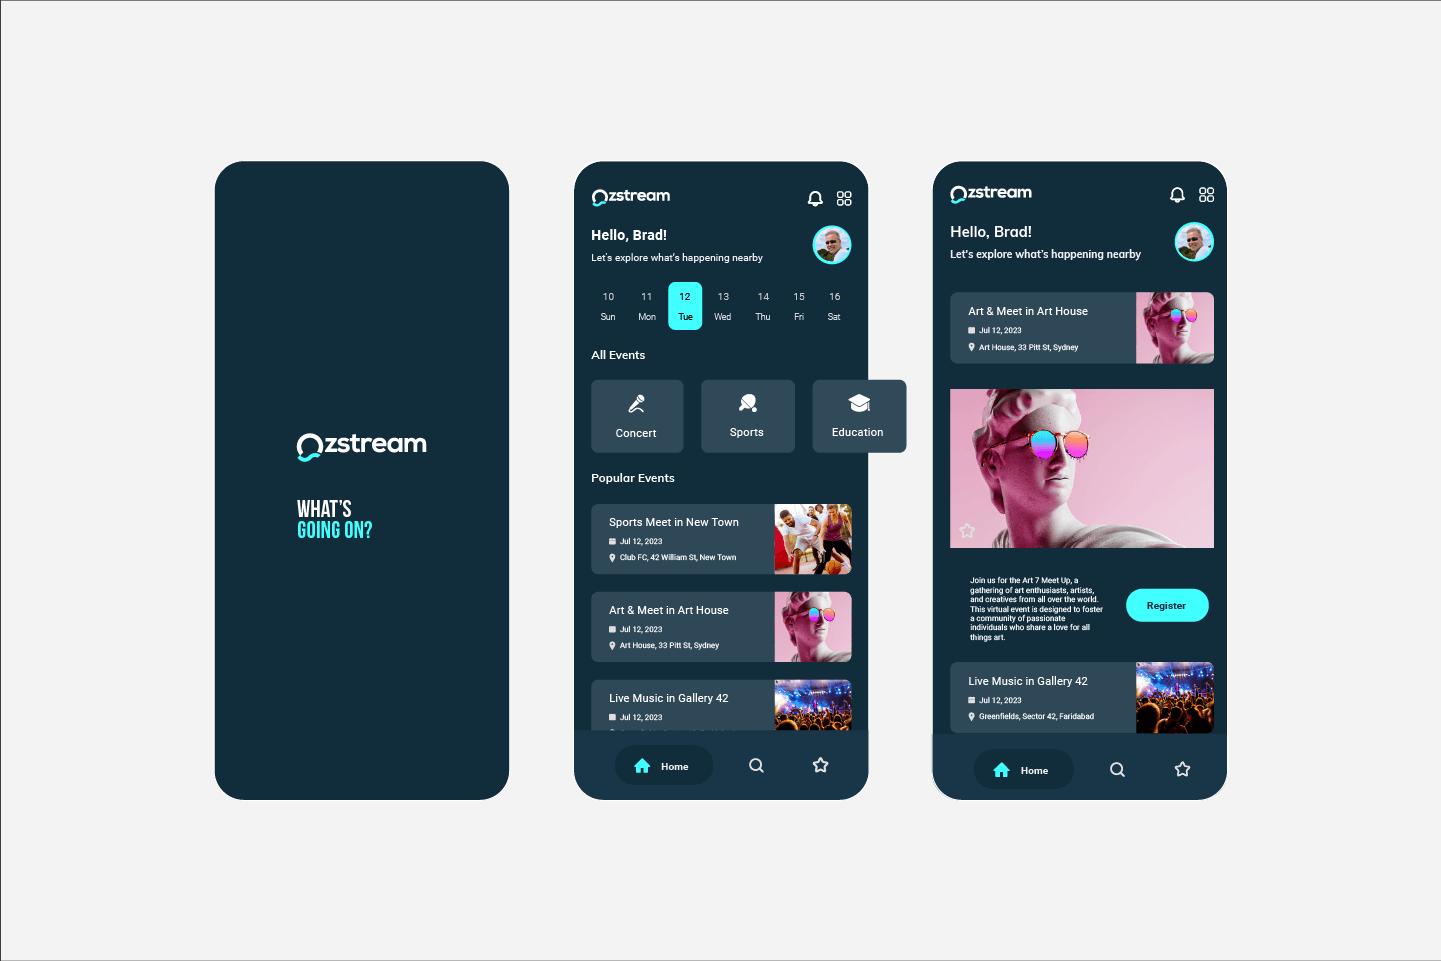 Ozstream
WHAT'S
GOING ON?
Ozstream
Hello, Brad!
Let's explore what's happening nearby
10 11 12 13 14 15 16
Sun Mon Tue Wed Thu Fri Sat
All Events
Concert Sports Education
Popular Events
Sports Meet in New Town
Jul 12, 2023
Club FC, 42 William St, New Town
Art & Meet in Art House
Jul 12, 2023
Art House, 33 Pitt St, Sydney
Live Music in Gallery 42
Jul 12, 2023
Home
Ozstream
Hello, Brad!
Let's explore what's happening nearby
Art & Meet in Art House
Jul 12, 2023
Art House, 33 Pitt St, Sydney
Join us for the Art 7 Meet Up, a
gathering of art enthusiasts, artists,
and creatives from all over the world.
This virtual event is designed to foster
a community of passionate
individuals who share a love for all
things art.
Register
Live Music in Gallery 42
Jul 12, 2023
Greenfields, Sector 42, Faridabad
Home